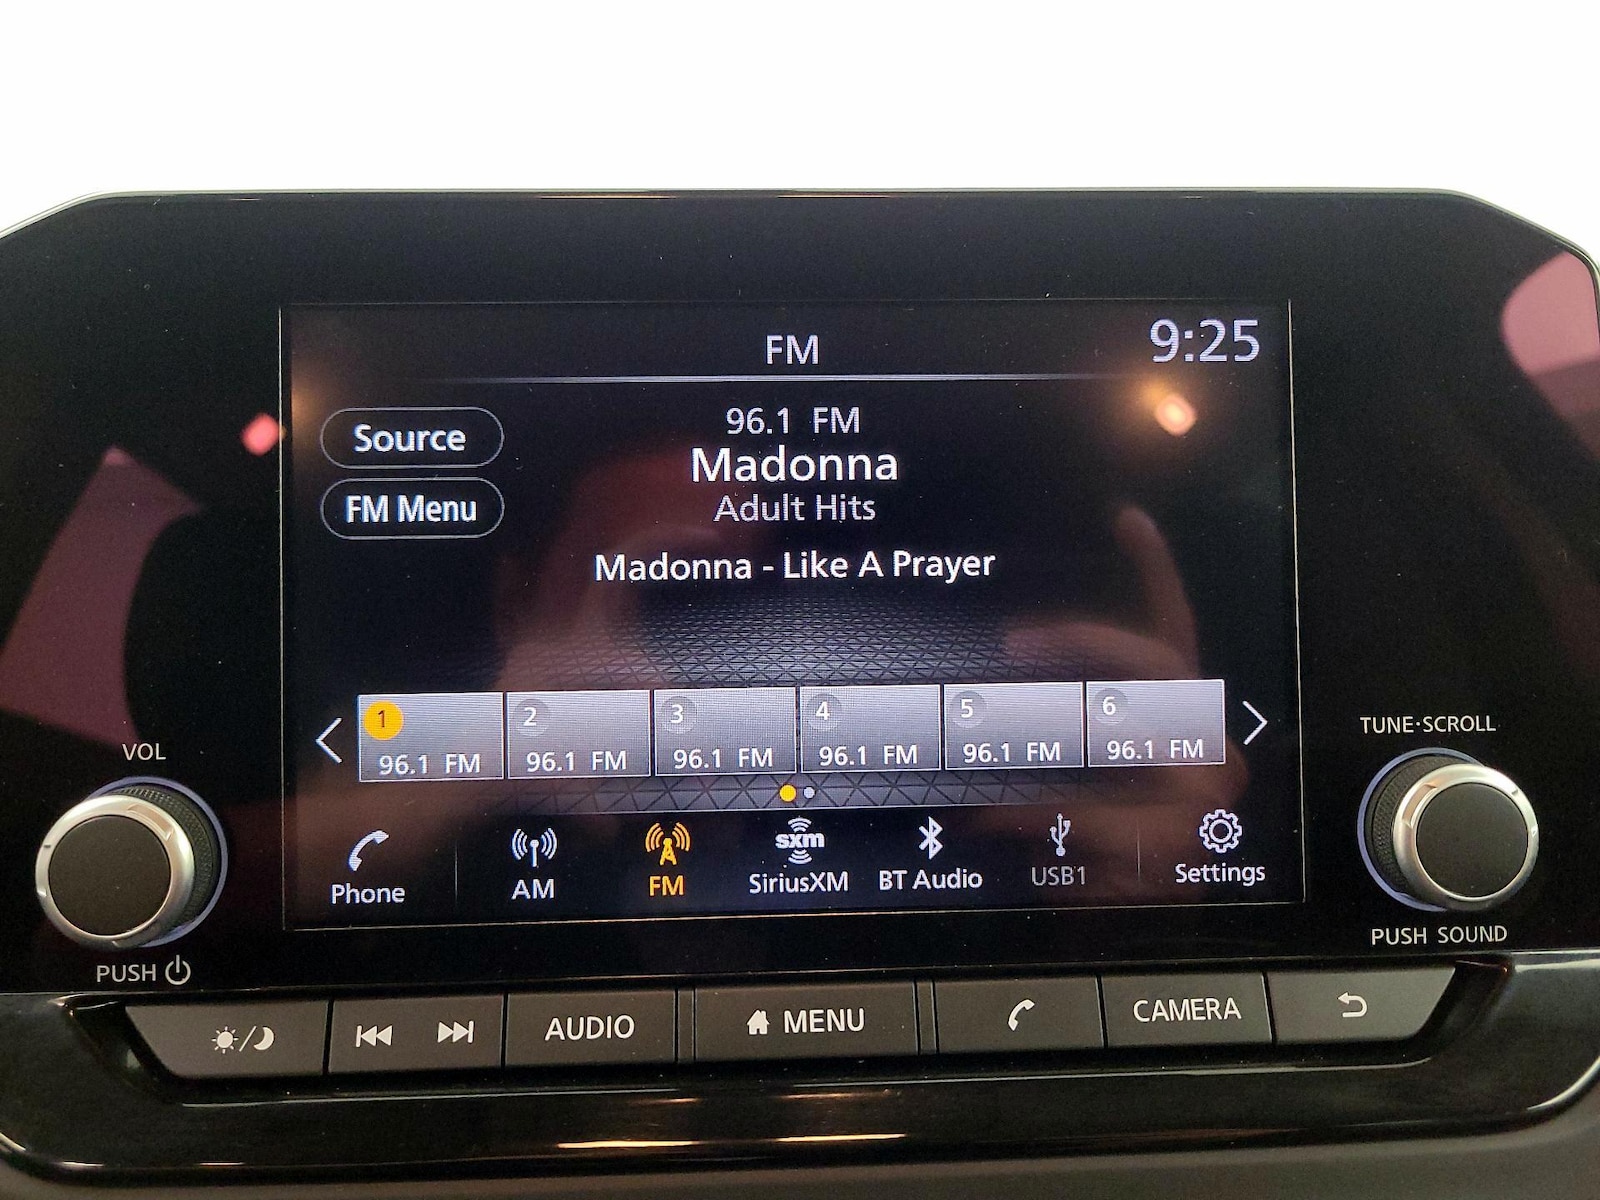 FM
9:25
Source
FM Menu
96.1 FM
Madonna
Adult Hits
Madonna - Like A Prayer
1
96.1 FM
2
96.1 FM
3
96.1 FM
4
96.1 FM
5
96.1 FM
6
96.1 FM
VOL
TUNE·SCROLL
Phone
AM
FM
sxm
SiriusXM
BT Audio
USB1
Settings
PUSH
PUSH SOUND
AUDIO
MENU
CAMERA